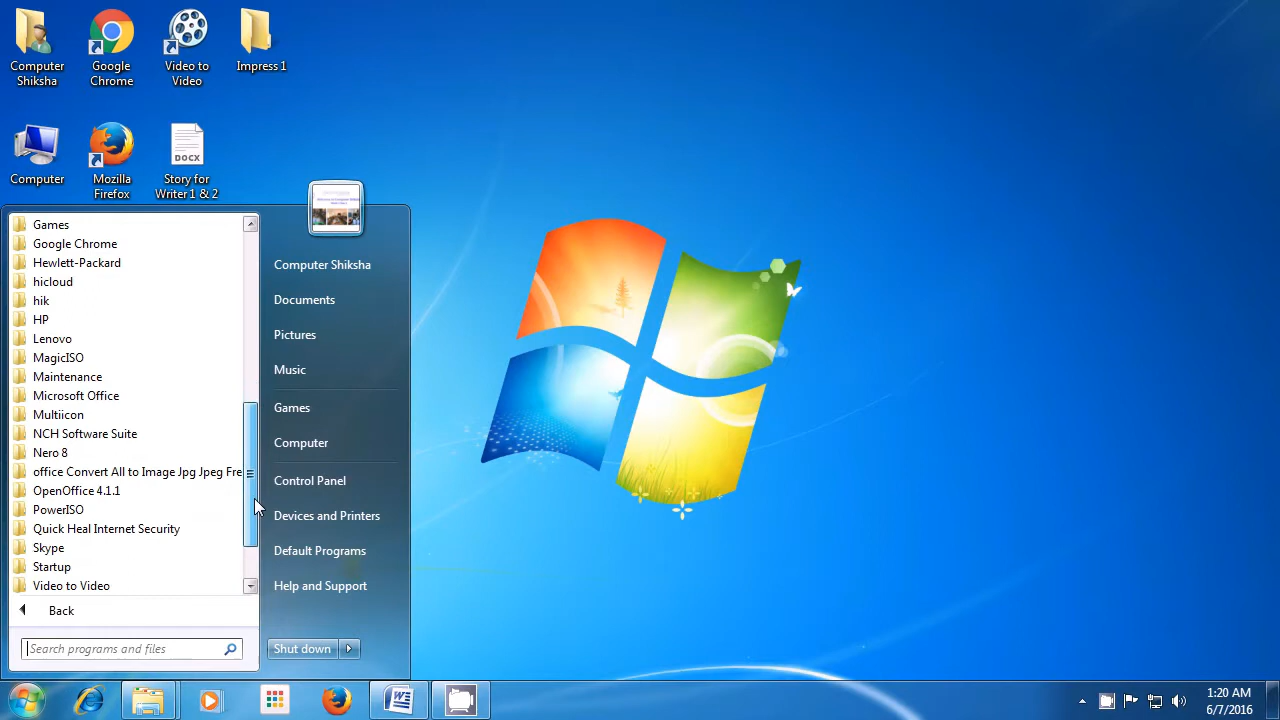 Computer
Shiksha
Google
Chrome
Video to
Video
Impress 1
Computer
Mozilla
Firefox
DOCX
Story for
Writer 1 & 2
Games
Google Chrome
Hewlett-Packard
hicloud
hik
HP
Lenovo
MagicISO
Maintenance
Microsoft Office
Multiicon
NCH Software Suite
Nero 8
office Convert All to Image Jpg Jpeg Fre
OpenOffice 4.1.1
PowerISO
Quick Heal Internet Security
Skype
Startup
Video to Video
Back
Search programs and files
Computer Shiksha
Documents
Pictures
Music
Games
Computer
Control Panel
Devices and Printers
Default Programs
Help and Support
Shut down
1:20 AM
6/7/2016